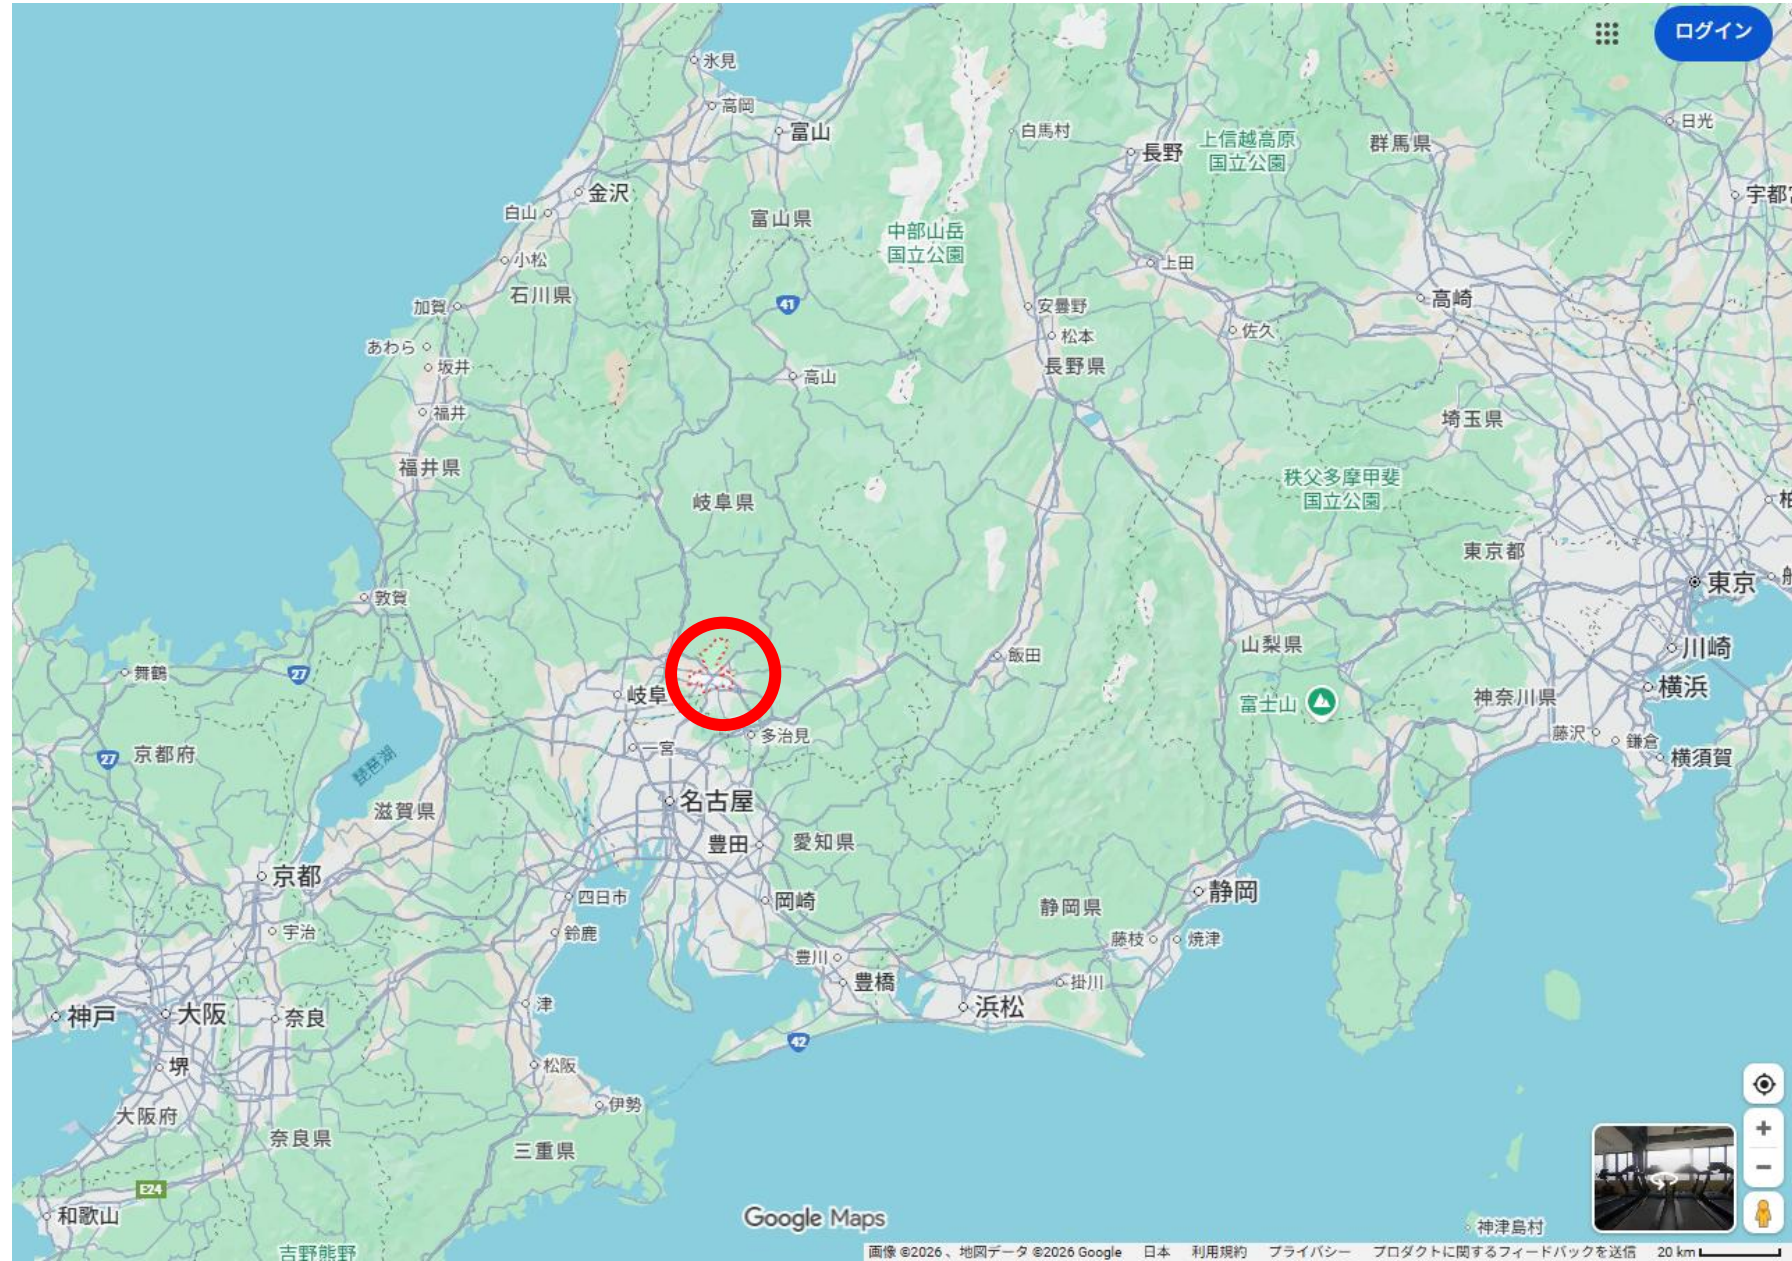 ログイン
氷見
高岡
富山
白馬村
長野
上信越高原
国立公園
群馬県
日光
宇都宮
金沢
白山
富山県
中部山岳
国立公園
小松
上田
石川県
加賀
41
安曇野
高崎
佐久
松本
あわら
坂井
長野県
高山
福井
埼玉県
福井県
秩父多摩甲斐
国立公園
岐阜県
東京都
東京
敦賀
山梨県
川崎
舞鶴
27
飯田
岐阜
横浜
神奈川県
富士山
多治見
藤沢
鎌倉
一宮
27
京都府
琵琶湖
横須賀
名古屋
滋賀県
豊田
愛知県
京都
四日市
岡崎
静岡
静岡県
宇治
鈴鹿
藤枝
焼津
豊川
豊橋
掛川
津
浜松
神戸
大阪
奈良
42
堺
松阪
伊勢
大阪府
奈良県
三重県
E24
和歌山
Google Maps
神津島村
吉野熊野
画像 ©2026 、地図データ ©2026 Google 日本 利用規約 プライバシー プロダクトに関するフィードバックを送信 20 km